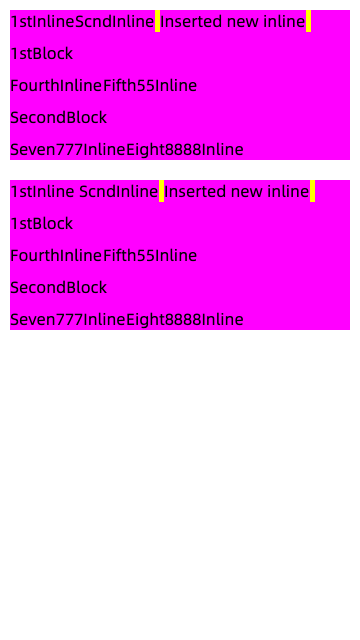 1stInlineScndInline Inserted new inline
1stBlock
FourthInlineFifth55Inline
SecondBlock
Seven777InlineEight8888Inline
1stInline ScndInline Inserted new inline
1stBlock
FourthInlineFifth55Inline
SecondBlock
Seven777InlineEight8888Inline